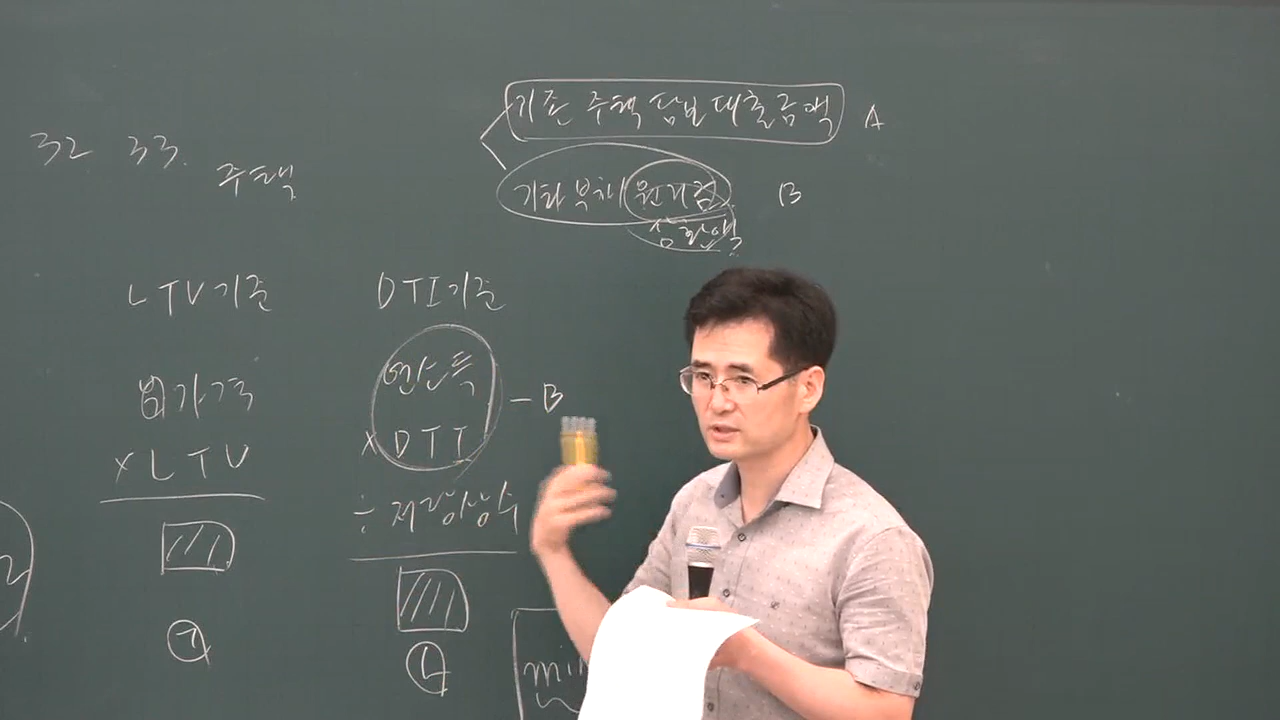 기존 주택담보대출금액 A
32 33.
주택
기타부채 원리금 B
상환액?
LTV기준
DTI기준
가격
연소득
- B
× LTV
× DTI
÷ 저당상수
㉠
㉡
min